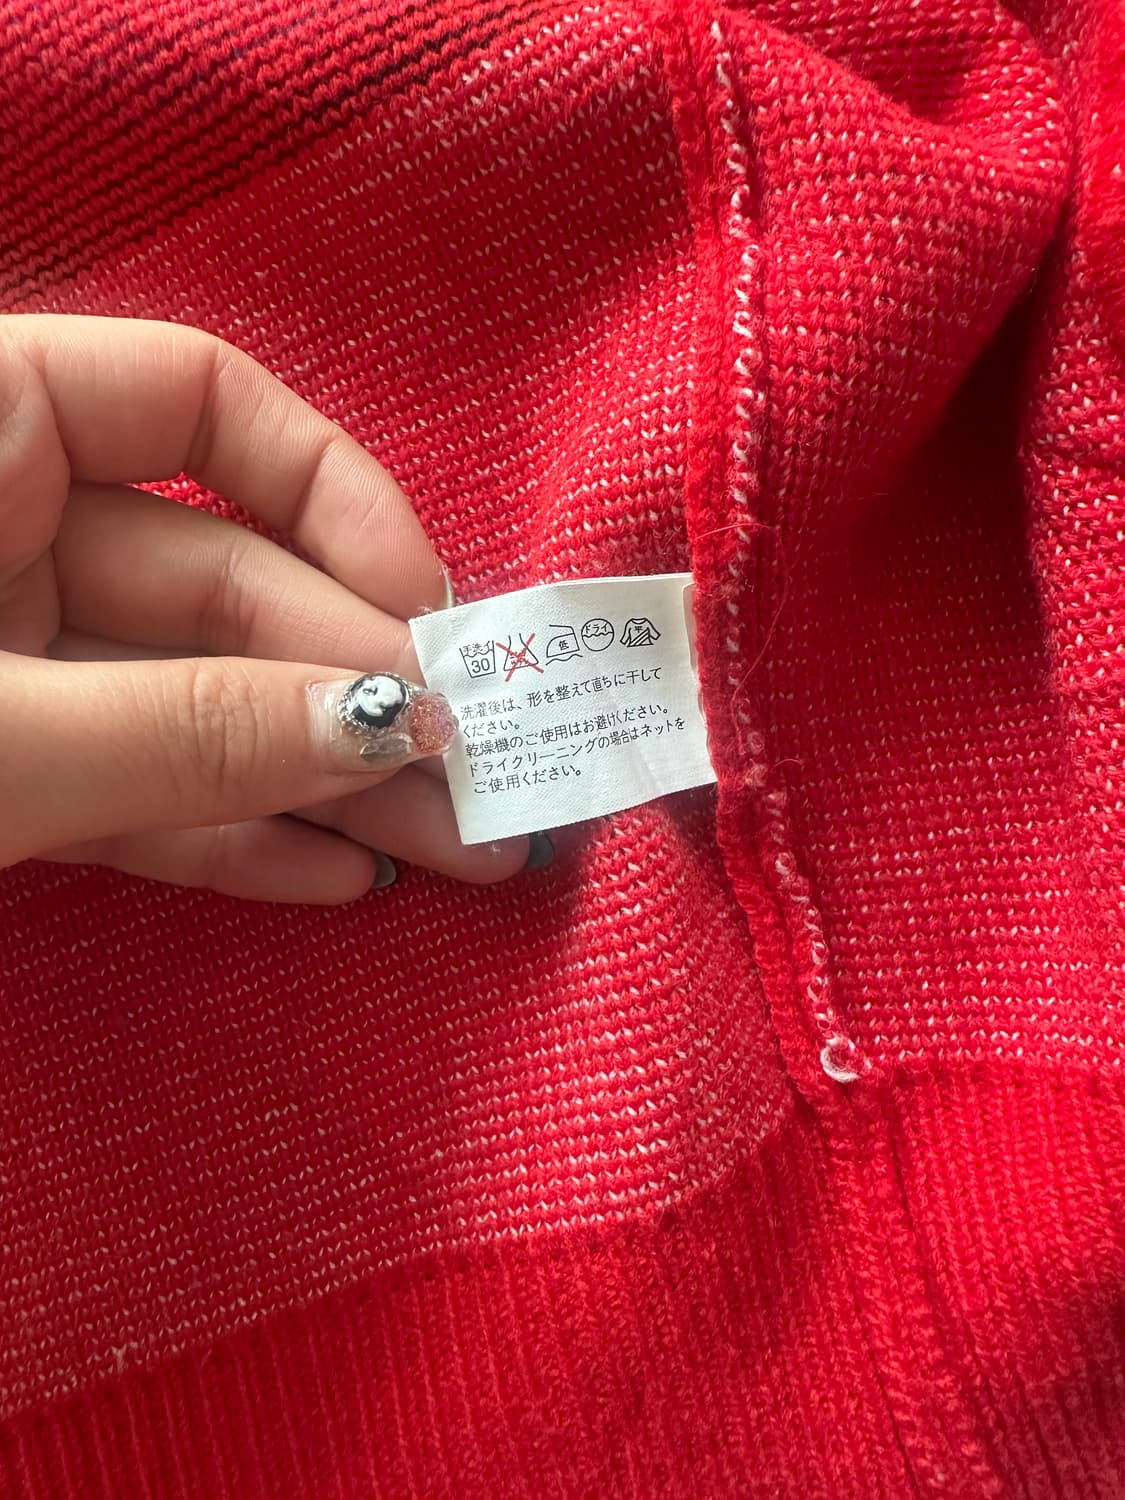 手洗イ 30 低 ドライ 平
洗濯後は、形を整えて直ちに干して
ください。
乾燥機のご使用はお避けください。
ドライクリーニングの場合はネットを
ご使用ください。